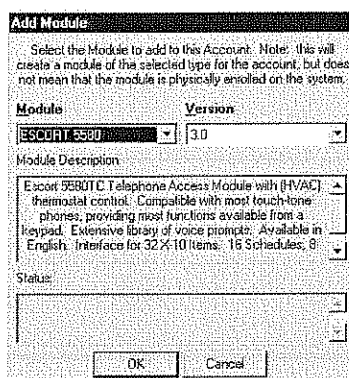 Add Module
Select the Module to add to this Account. Note: this will
create a module of the selected type for the account, but does
not mean that the module is physically enrolled on the system.
Module Version
ESCORT 5580 3.0
Module Description
Escort 5580TC Telephone Access Module with (HVAC)
thermostat control. Compatible with most touch-tone
phones, providing most functions available from a
keypad. Extensive library of voice prompts. Available in
English. Interface for 32 X-10 Items. 16 Schedules, 8
Status:
OK Cancel